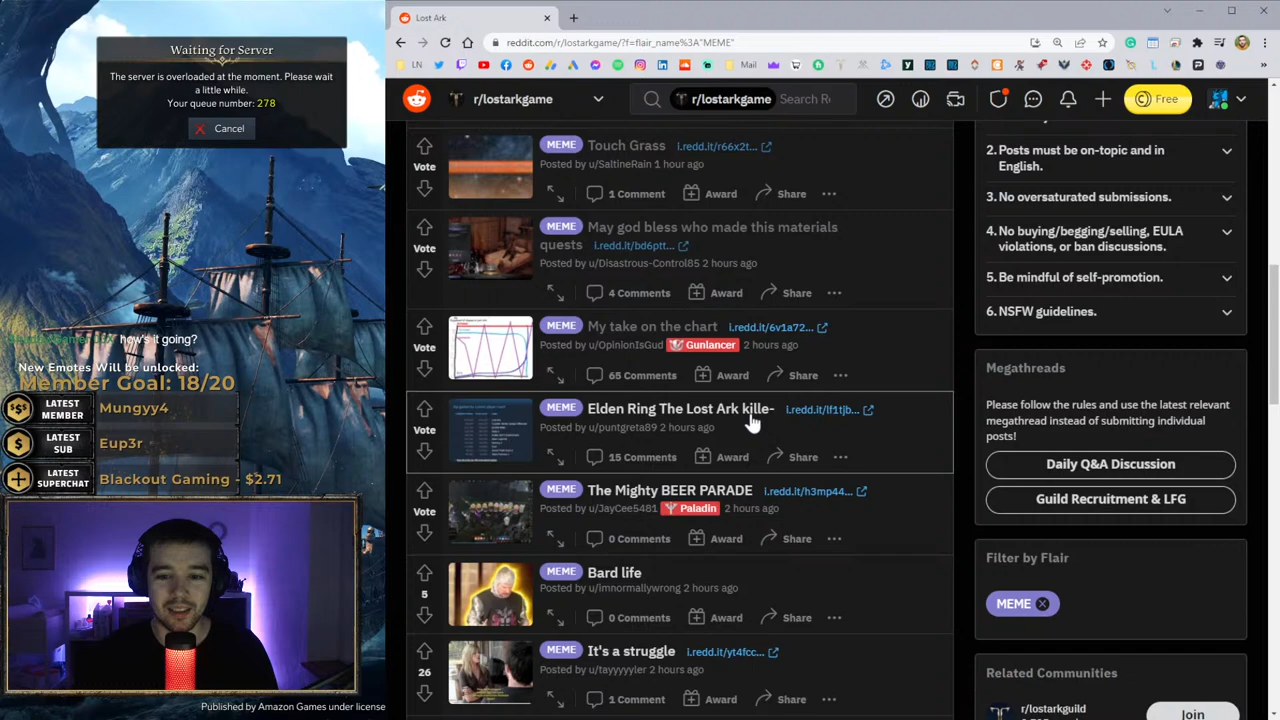 Waiting for Server
The server is overloaded at the moment. Please wait
a little while.
Your queue number: 278
Cancel
how's it going?
New Emotes Will be unlocked:
Member Goal: 18/20
LATEST MEMBER Mungyy4
LATEST SUB Eup3r
LATEST SUPERCHAT Blackout Gaming - $2.71
Published by Amazon Games under license
Lost Ark
reddit.com/r/lostarkgame/?f=flair_name%3A"MEME"
LN
Mail
r/lostarkgame
r/lostarkgame Search Re
Free
Vote
MEME Touch Grass i.redd.it/r66x2t...
Posted by u/SaltineRain 1 hour ago
1 Comment Award Share
Vote
MEME May god bless who made this materials
quests i.redd.it/bd6ptt...
Posted by u/Disastrous-Control85 2 hours ago
4 Comments Award Share
Vote
MEME My take on the chart i.redd.it/6v1a72...
Posted by u/OpinionIsGud Gunlancer 2 hours ago
65 Comments Award Share
Vote
MEME Elden Ring The Lost Ark kille- i.redd.it/lf1tjb...
Posted by u/puntgreta89 2 hours ago
15 Comments Award Share
Vote
MEME The Mighty BEER PARADE i.redd.it/h3mp44...
Posted by u/JayCee5481 Paladin 2 hours ago
0 Comments Award Share
5
MEME Bard life
Posted by u/imnormallywrong 2 hours ago
0 Comments Award Share
26
MEME It's a struggle i.redd.it/yt4fcc...
Posted by u/tayyyyyler 2 hours ago
1 Comment Award Share
2. Posts must be on-topic and in
English.
3. No oversaturated submissions.
4. No buying/begging/selling, EULA
violations, or ban discussions.
5. Be mindful of self-promotion.
6. NSFW guidelines.
Megathreads
Please follow the rules and use the relevant
megathread instead of submitting individual
posts!
Daily Q&A Discussion
Guild Recruitment & LFG
Filter by Flair
MEME
Related Communities
r/lostarkguild
Join